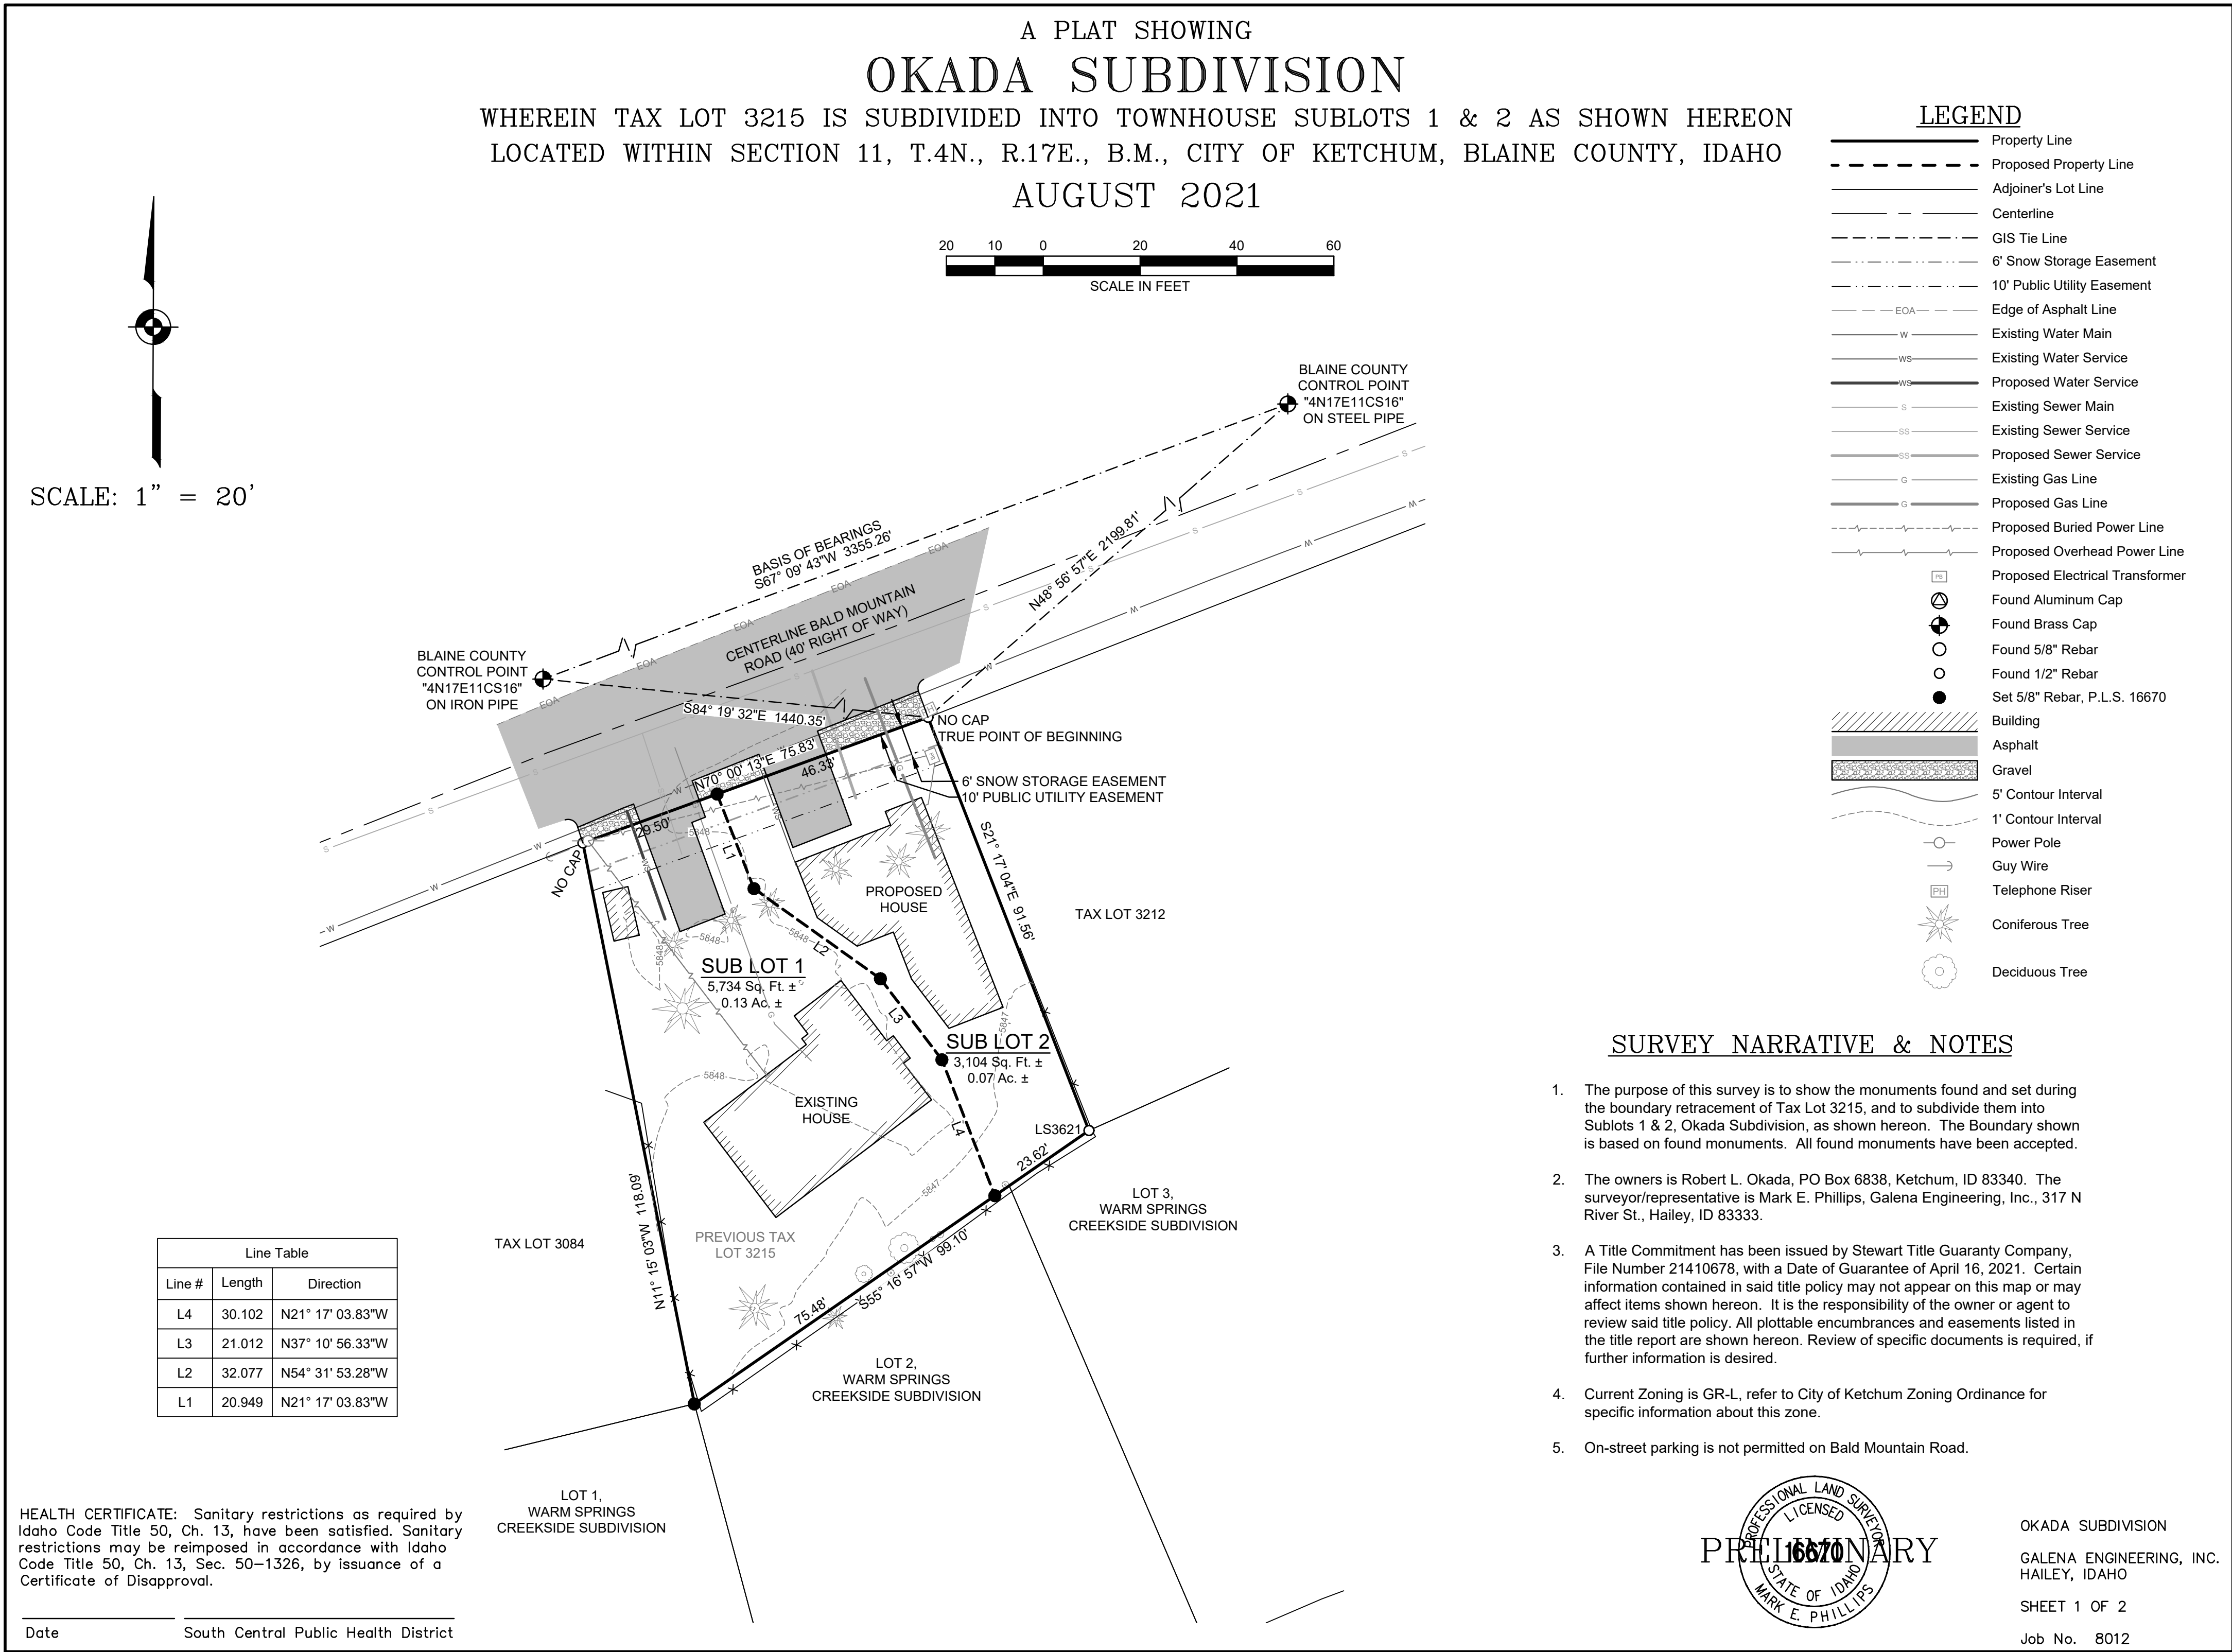 A PLAT SHOWING
OKADA SUBDIVISION
WHEREIN TAX LOT 3215 IS SUBDIVIDED INTO TOWNHOUSE SUBLOTS 1 & 2 AS SHOWN HEREON
LOCATED WITHIN SECTION 11, T.4N., R.17E., B.M., CITY OF KETCHUM, BLAINE COUNTY, IDAHO
AUGUST 2021
20 10 0 20 40 60
SCALE IN FEET
SCALE: 1" = 20'
LEGEND
Property Line
Proposed Property Line
Adjoiner's Lot Line
Centerline
GIS Tie Line
6' Snow Storage Easement
10' Public Utility Easement
EOA Edge of Asphalt Line
W Existing Water Main
WS Existing Water Service
WS Proposed Water Service
S Existing Sewer Main
SS Existing Sewer Service
SS Proposed Sewer Service
G Existing Gas Line
G Proposed Gas Line
Proposed Buried Power Line
Proposed Overhead Power Line
PB Proposed Electrical Transformer
Found Aluminum Cap
Found Brass Cap
Found 5/8" Rebar
Found 1/2" Rebar
Set 5/8" Rebar, P.L.S. 16670
Building
Asphalt
Gravel
5' Contour Interval
1' Contour Interval
Power Pole
Guy Wire
PH Telephone Riser
Coniferous Tree
Deciduous Tree
BLAINE COUNTY
CONTROL POINT
"4N17E11CS16"
ON STEEL PIPE
BASIS OF BEARINGS
S67° 09' 43"W 3355.26'
N48° 56' 57"E 2199.81'
CENTERLINE BALD MOUNTAIN
ROAD (40' RIGHT OF WAY)
EOA
EOA
EOA
EOA
EOA
BLAINE COUNTY
CONTROL POINT
"4N17E11CS16"
ON IRON PIPE
S84° 19' 32"E 1440.35'
NO CAP
TRUE POINT OF BEGINNING
N70° 00' 13"E 75.83'
46.33'
29.50'
6' SNOW STORAGE EASEMENT
10' PUBLIC UTILITY EASEMENT
NO CAP
L1
L2
L3
L4
S21° 17' 04"E 91.56'
PROPOSED
HOUSE
TAX LOT 3212
5848
5848
5848
5848
5848
5847
5847
SUB LOT 1
5,734 Sq. Ft. ±
0.13 Ac. ±
SUB LOT 2
3,104 Sq. Ft. ±
0.07 Ac. ±
EXISTING
HOUSE
LS3621
23.62'
N11° 15' 03"W 118.09'
TAX LOT 3084
PREVIOUS TAX
LOT 3215
S55° 16' 57"W 99.10'
75.48'
LOT 3,
WARM SPRINGS
CREEKSIDE SUBDIVISION
LOT 2,
WARM SPRINGS
CREEKSIDE SUBDIVISION
LOT 1,
WARM SPRINGS
CREEKSIDE SUBDIVISION
Line Table
Line # Length Direction
L4 30.102 N21° 17' 03.83"W
L3 21.012 N37° 10' 56.33"W
L2 32.077 N54° 31' 53.28"W
L1 20.949 N21° 17' 03.83"W
SURVEY NARRATIVE & NOTES
1. The purpose of this survey is to show the monuments found and set during
the boundary retracement of Tax Lot 3215, and to subdivide them into
Sublots 1 & 2, Okada Subdivision, as shown hereon. The Boundary shown
is based on found monuments. All found monuments have been accepted.
2. The owners is Robert L. Okada, PO Box 6838, Ketchum, ID 83340. The
surveyor/representative is Mark E. Phillips, Galena Engineering, Inc., 317 N
River St., Hailey, ID 83333.
3. A Title Commitment has been issued by Stewart Title Guaranty Company,
File Number 21410678, with a Date of Guarantee of April 16, 2021. Certain
information contained in said title policy may not appear on this map or may
affect items shown hereon. It is the responsibility of the owner or agent to
review said title policy. All plottable encumbrances and easements listed in
the title report are shown hereon. Review of specific documents is required, if
further information is desired.
4. Current Zoning is GR-L, refer to City of Ketchum Zoning Ordinance for
specific information about this zone.
5. On-street parking is not permitted on Bald Mountain Road.
HEALTH CERTIFICATE: Sanitary restrictions as required by
Idaho Code Title 50, Ch. 13, have been satisfied. Sanitary
restrictions may be reimposed in accordance with Idaho
Code Title 50, Ch. 13, Sec. 50-1326, by issuance of a
Certificate of Disapproval.
Date South Central Public Health District
PROFESSIONAL LAND SURVEYOR
LICENSED
PRELIMINARY
16670
STATE OF IDAHO
MARK E. PHILLIPS
OKADA SUBDIVISION
GALENA ENGINEERING, INC.
HAILEY, IDAHO
SHEET 1 OF 2
Job No. 8012